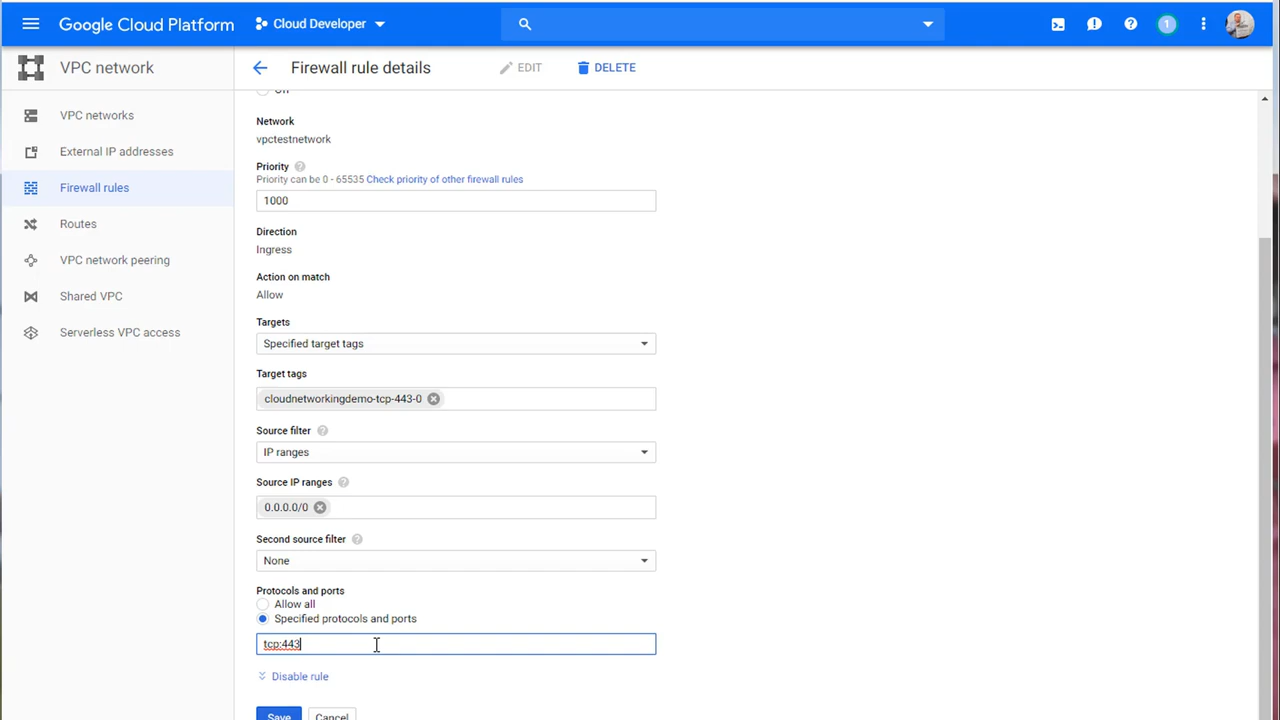 Google Cloud Platform
Cloud Developer
1
VPC network
Firewall rule details
EDIT
DELETE
VPC networks
External IP addresses
Firewall rules
Routes
VPC network peering
Shared VPC
Serverless VPC access
Off
Network
vpctestnetwork
Priority
Priority can be 0 - 65535 Check priority of other firewall rules
1000
Direction
Ingress
Action on match
Allow
Targets
Specified target tags
Target tags
cloudnetworkingdemo-tcp-443-0
Source filter
IP ranges
Source IP ranges
0.0.0.0/0
Second source filter
None
Protocols and ports
Allow all
Specified protocols and ports
tcp:443
Disable rule
Save
Cancel